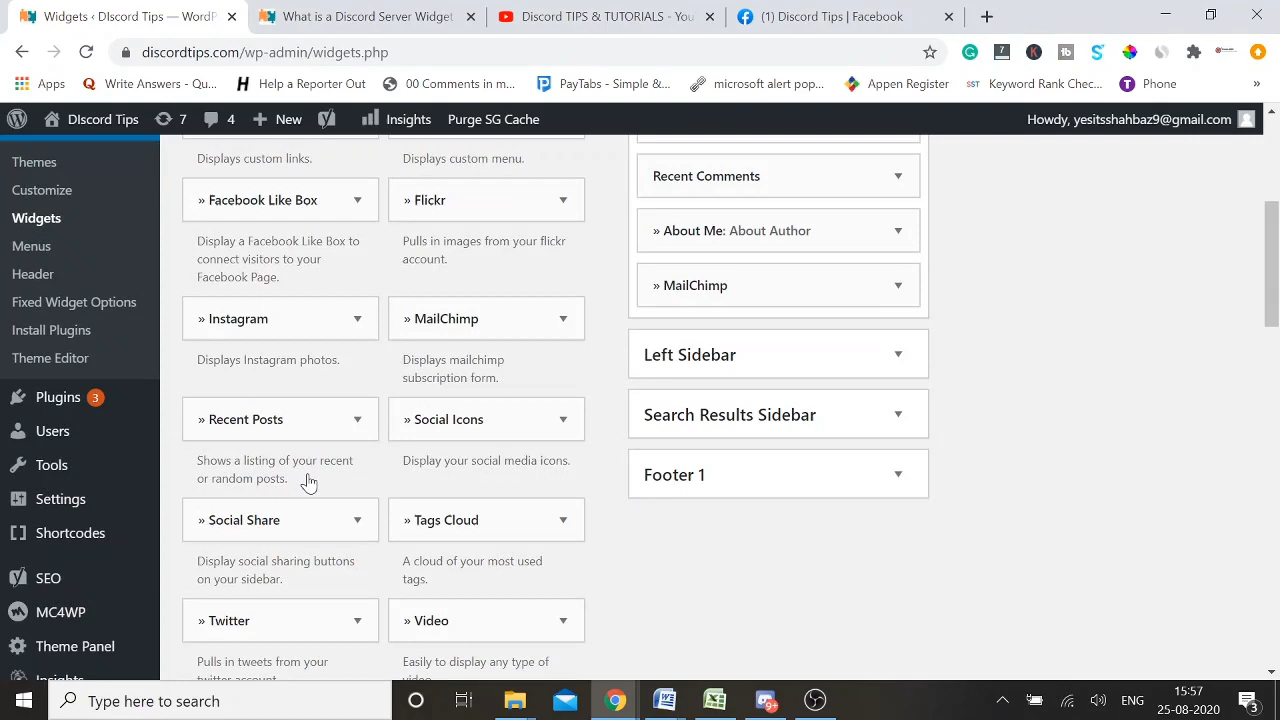 Widgets ‹ DIscord Tips — WordP
What is a Discord Server Widget
Discord TIPS & TUTORIALS - You
(1) Discord Tips | Facebook
discordtips.com/wp-admin/widgets.php
Apps
Write Answers - Qu...
Help a Reporter Out
00 Comments in m...
PayTabs - Simple &...
microsoft alert pop...
Appen Register
SST
Keyword Rank Chec...
Phone
»
DIscord Tips
7
4
New
Insights
Purge SG Cache
Howdy, yesitsshahbaz9@gmail.com
Themes
Customize
Widgets
Menus
Header
Fixed Widget Options
Install Plugins
Theme Editor
Plugins 3
Users
Tools
Settings
Shortcodes
SEO
MC4WP
Theme Panel
Insights
Displays custom links.
Displays custom menu.
» Facebook Like Box
» Flickr
Display a Facebook Like Box to
connect visitors to your
Facebook Page.
Pulls in images from your flickr
account.
» Instagram
» MailChimp
Displays Instagram photos.
Displays mailchimp
subscription form.
» Recent Posts
» Social Icons
Shows a listing of your recent
or random posts.
Display your social media icons.
» Social Share
» Tags Cloud
Display social sharing buttons
on your sidebar.
A cloud of your most used
tags.
» Twitter
» Video
Pulls in tweets from your
twitter account.
Easily to display any type of
video.
Recent Comments
» About Me: About Author
» MailChimp
Left Sidebar
Search Results Sidebar
Footer 1
Type here to search
ENG
15:57
25-08-2020
3